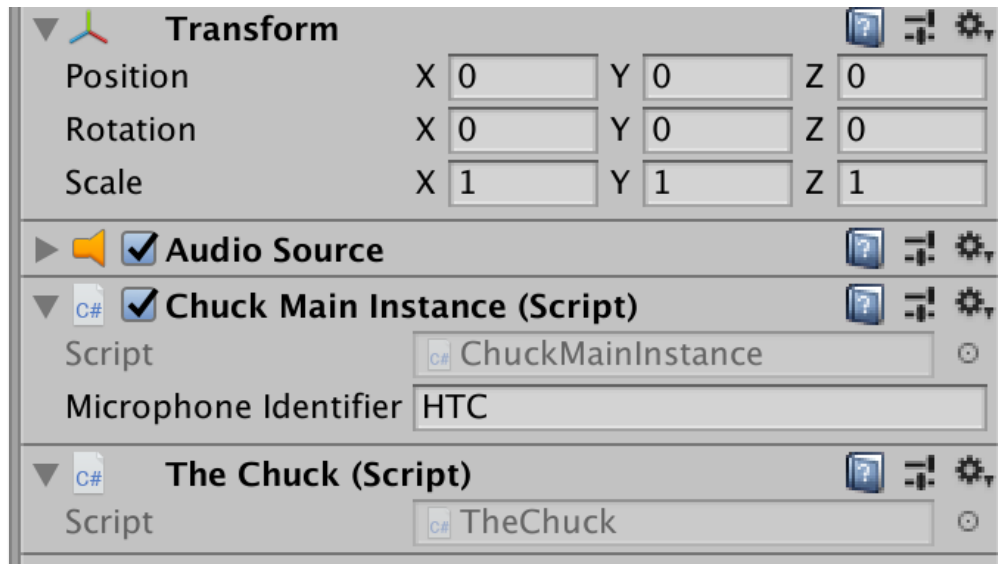 Transform
Position X 0 Y 0 Z 0
Rotation X 0 Y 0 Z 0
Scale X 1 Y 1 Z 1
Audio Source
C# Chuck Main Instance (Script)
Script C# ChuckMainInstance
Microphone Identifier HTC
C# The Chuck (Script)
Script C# TheChuck